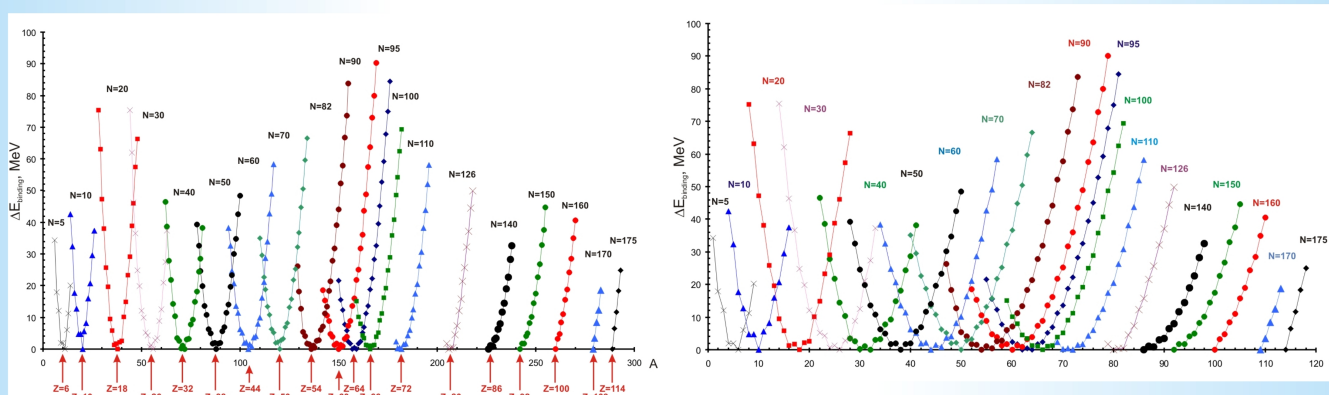 ΔEbinding, MeV
100
90
80
70
60
50
40
30
20
10
0
N=5
N=10
N=20
N=30
N=40
N=50
N=60
N=70
N=82
N=90
N=95
N=100
N=110
N=126
N=140
N=150
N=160
N=170
N=175
0
50
100
150
200
250
300
A
Z=6
Z=18
Z=32
Z=44
Z=54
Z=64
Z=72
Z=86
Z=100
Z=114
ΔEbinding, MeV
100
90
80
70
60
50
40
30
20
10
0
N=5
N=10
N=20
N=30
N=40
N=50
N=60
N=70
N=82
N=90
N=95
N=100
N=110
N=126
N=140
N=150
N=160
N=170
N=175
0
10
20
30
40
50
60
70
80
90
100
110
120